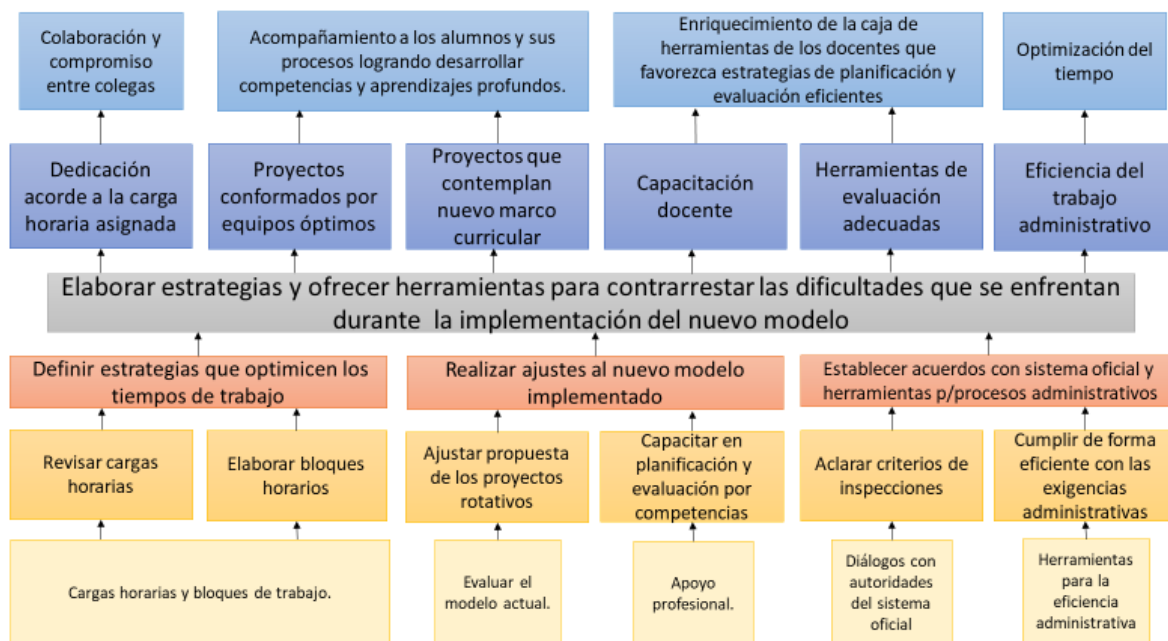 Colaboración y
compromiso
entre colegas
Acompañamiento a los alumnos y sus
procesos logrando desarrollar
competencias y aprendizajes profundos.
Enriquecimiento de la caja de
herramientas de los docentes que
favorezca estrategias de planificación y
evaluación eficientes
Optimización del
tiempo
Dedicación
acorde a la carga
horaria asignada
Proyectos
conformados por
equipos óptimos
Proyectos que
contemplan
nuevo marco
curricular
Capacitación
docente
Herramientas de
evaluación
adecuadas
Eficiencia del
trabajo
administrativo
Elaborar estrategias y ofrecer herramientas para contrarrestar las dificultades que se enfrentan
durante la implementación del nuevo modelo
Definir estrategias que optimicen los
tiempos de trabajo
Realizar ajustes al nuevo modelo
implementado
Establecer acuerdos con sistema oficial y
herramientas p/procesos administrativos
Revisar cargas
horarias
Elaborar bloques
horarios
Ajustar propuesta
de los proyectos
rotativos
Capacitar en
planificación y
evaluación por
competencias
Aclarar criterios de
inspecciones
Cumplir de forma
eficiente con las
exigencias
administrativas
Cargas horarias y bloques de trabajo.
Evaluar el
modelo actual.
Apoyo
profesional.
Diálogos con
autoridades
del sistema
oficial
Herramientas
para la
eficiencia
administrativa